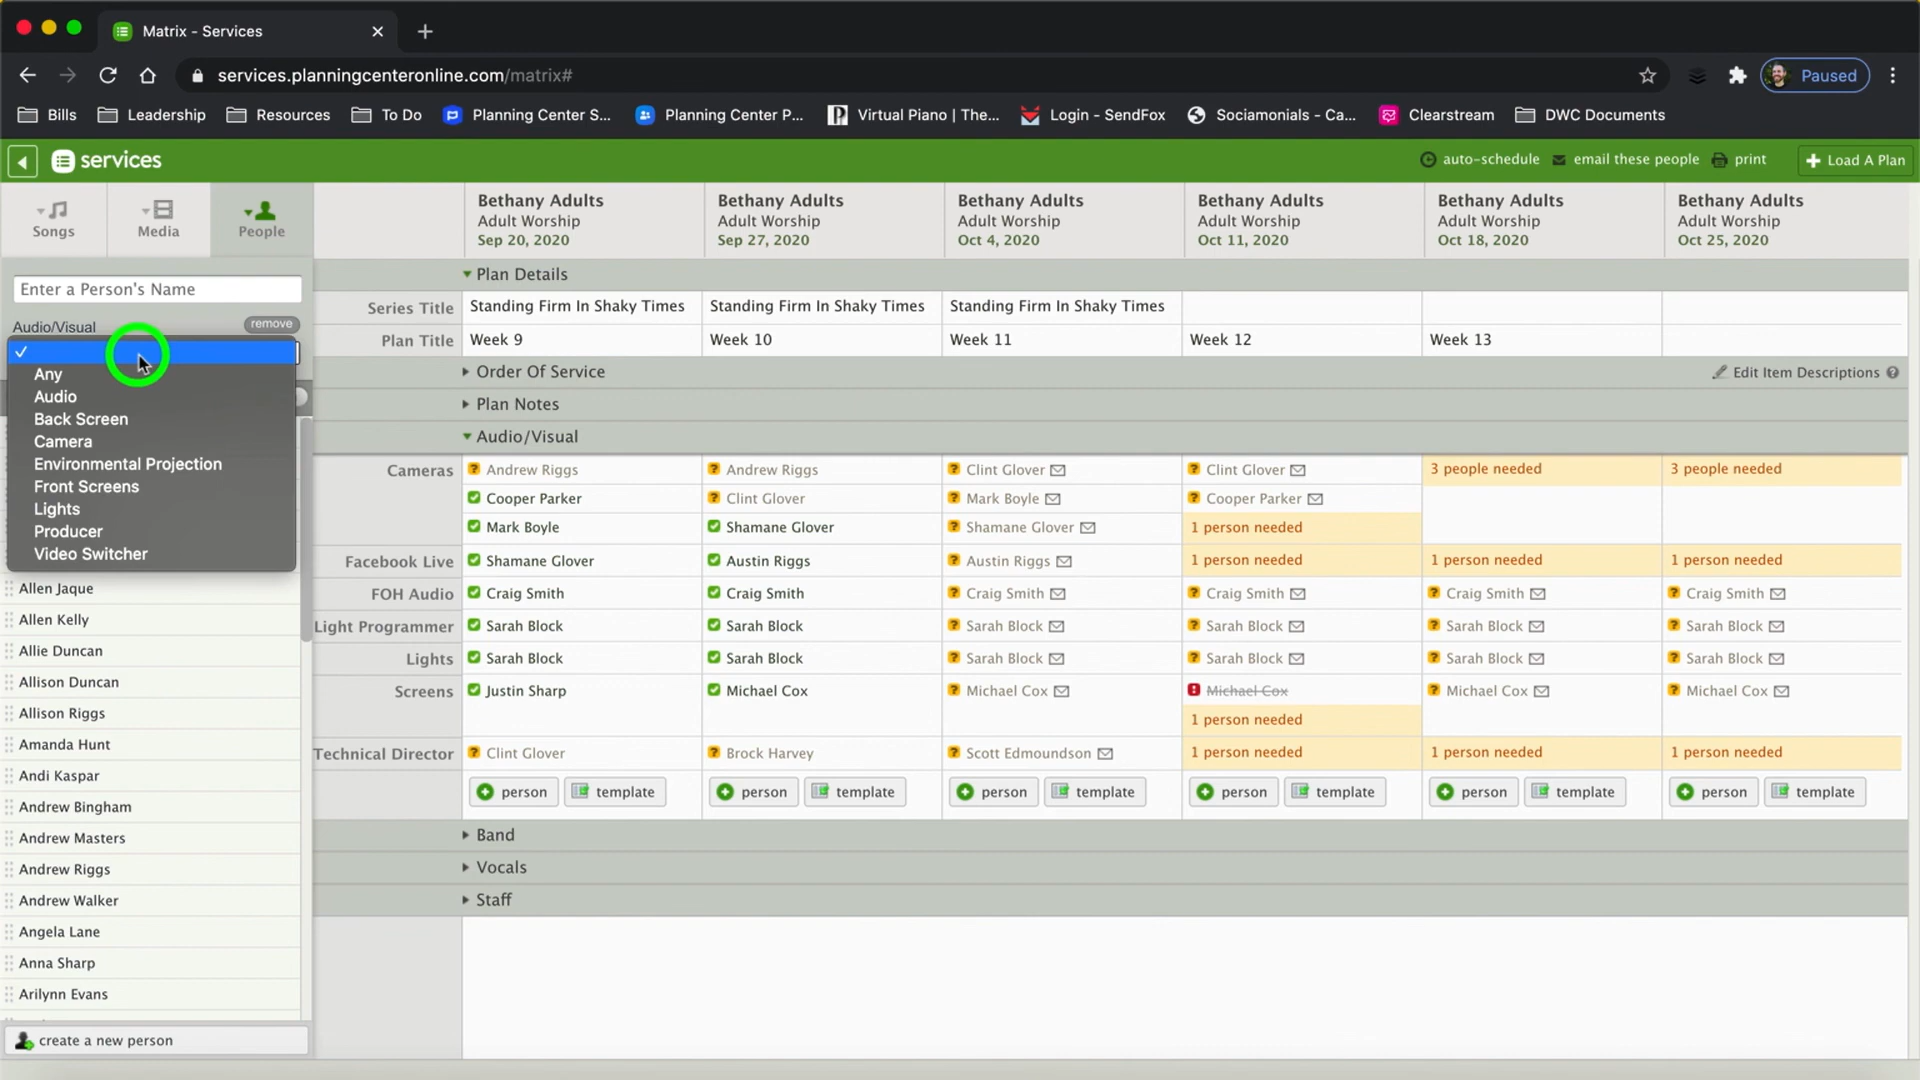 Matrix - Services
services.planningcenteronline.com/matrix#
Paused
Bills
Leadership
Resources
To Do
Planning Center S...
Planning Center P...
Virtual Piano | The...
Login - SendFox
Sociamonials - Ca...
Clearstream
DWC Documents
services
auto-schedule
email these people
print
Load A Plan
Songs
Media
People
Bethany Adults
Adult Worship
Sep 20, 2020
Bethany Adults
Adult Worship
Sep 27, 2020
Bethany Adults
Adult Worship
Oct 4, 2020
Bethany Adults
Adult Worship
Oct 11, 2020
Bethany Adults
Adult Worship
Oct 18, 2020
Bethany Adults
Adult Worship
Oct 25, 2020
Enter a Person's Name
Audio/Visual
remove
Any
Audio
Back Screen
Camera
Environmental Projection
Front Screens
Lights
Producer
Video Switcher
Allen Jaque
Allen Kelly
Allie Duncan
Allison Duncan
Allison Riggs
Amanda Hunt
Andi Kaspar
Andrew Bingham
Andrew Masters
Andrew Riggs
Andrew Walker
Angela Lane
Anna Sharp
Arilynn Evans
create a new person
Plan Details
Series Title
Standing Firm In Shaky Times
Standing Firm In Shaky Times
Standing Firm In Shaky Times
Plan Title
Week 9
Week 10
Week 11
Week 12
Week 13
Order Of Service
Edit Item Descriptions ?
Plan Notes
Audio/Visual
Cameras
Andrew Riggs
Andrew Riggs
Clint Glover
Clint Glover
3 people needed
3 people needed
Cooper Parker
Clint Glover
Mark Boyle
Cooper Parker
Mark Boyle
Shamane Glover
Shamane Glover
1 person needed
Facebook Live
Shamane Glover
Austin Riggs
Austin Riggs
1 person needed
1 person needed
1 person needed
FOH Audio
Craig Smith
Craig Smith
Craig Smith
Craig Smith
Craig Smith
Craig Smith
Light Programmer
Sarah Block
Sarah Block
Sarah Block
Sarah Block
Sarah Block
Sarah Block
Lights
Sarah Block
Sarah Block
Sarah Block
Sarah Block
Sarah Block
Sarah Block
Screens
Justin Sharp
Michael Cox
Michael Cox
Michael Cox
Michael Cox
Michael Cox
1 person needed
Technical Director
Clint Glover
Brock Harvey
Scott Edmoundson
1 person needed
1 person needed
1 person needed
person
template
person
template
person
template
person
template
person
template
person
template
Band
Vocals
Staff